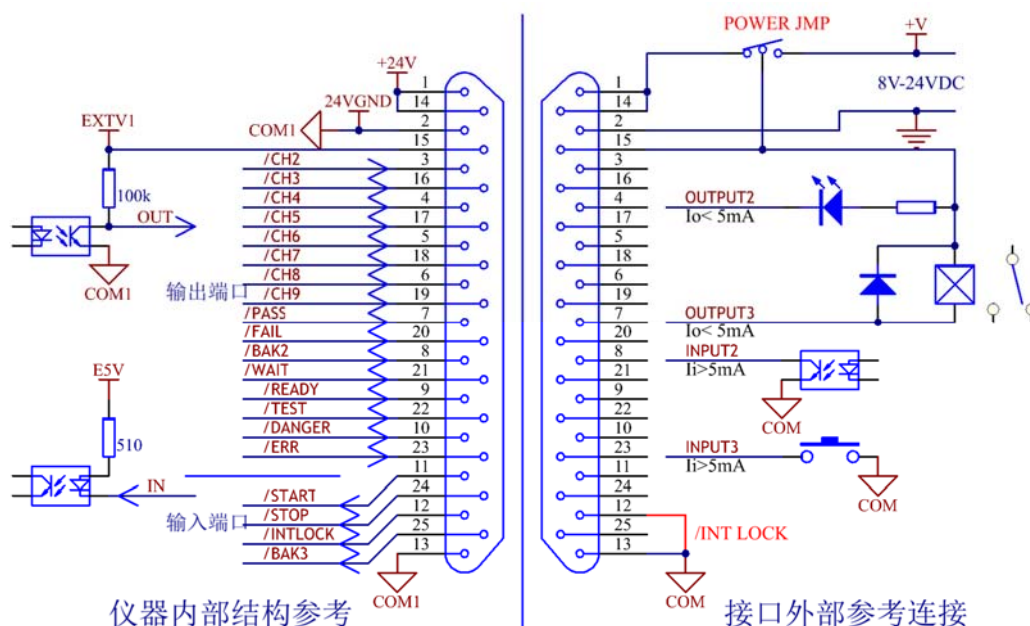 +24V
24VGND
COM1
EXTV1
100k
OUT
COM1
/CH2
/CH3
/CH4
/CH5
/CH6
/CH7
/CH8
/CH9
/PASS
/FAIL
/BAK2
/WAIT
/READY
/TEST
/DANGER
/ERR
输出端口
E5V
510
IN
/START
/STOP
/INTLOCK
/BAK3
输入端口
COM1
1
14
2
15
3
16
4
17
5
18
6
19
7
20
8
21
9
22
10
23
11
24
12
25
13
仪器内部结构参考
POWER JMP
+V
8V-24VDC
1
14
2
15
3
16
4
17
5
18
6
19
7
20
8
21
9
22
10
23
11
24
12
25
13
OUTPUT2
Io< 5mA
OUTPUT3
Io< 5mA
INPUT2
Ii>5mA
COM
INPUT3
Ii>5mA
COM
/INT LOCK
COM
接口外部参考连接